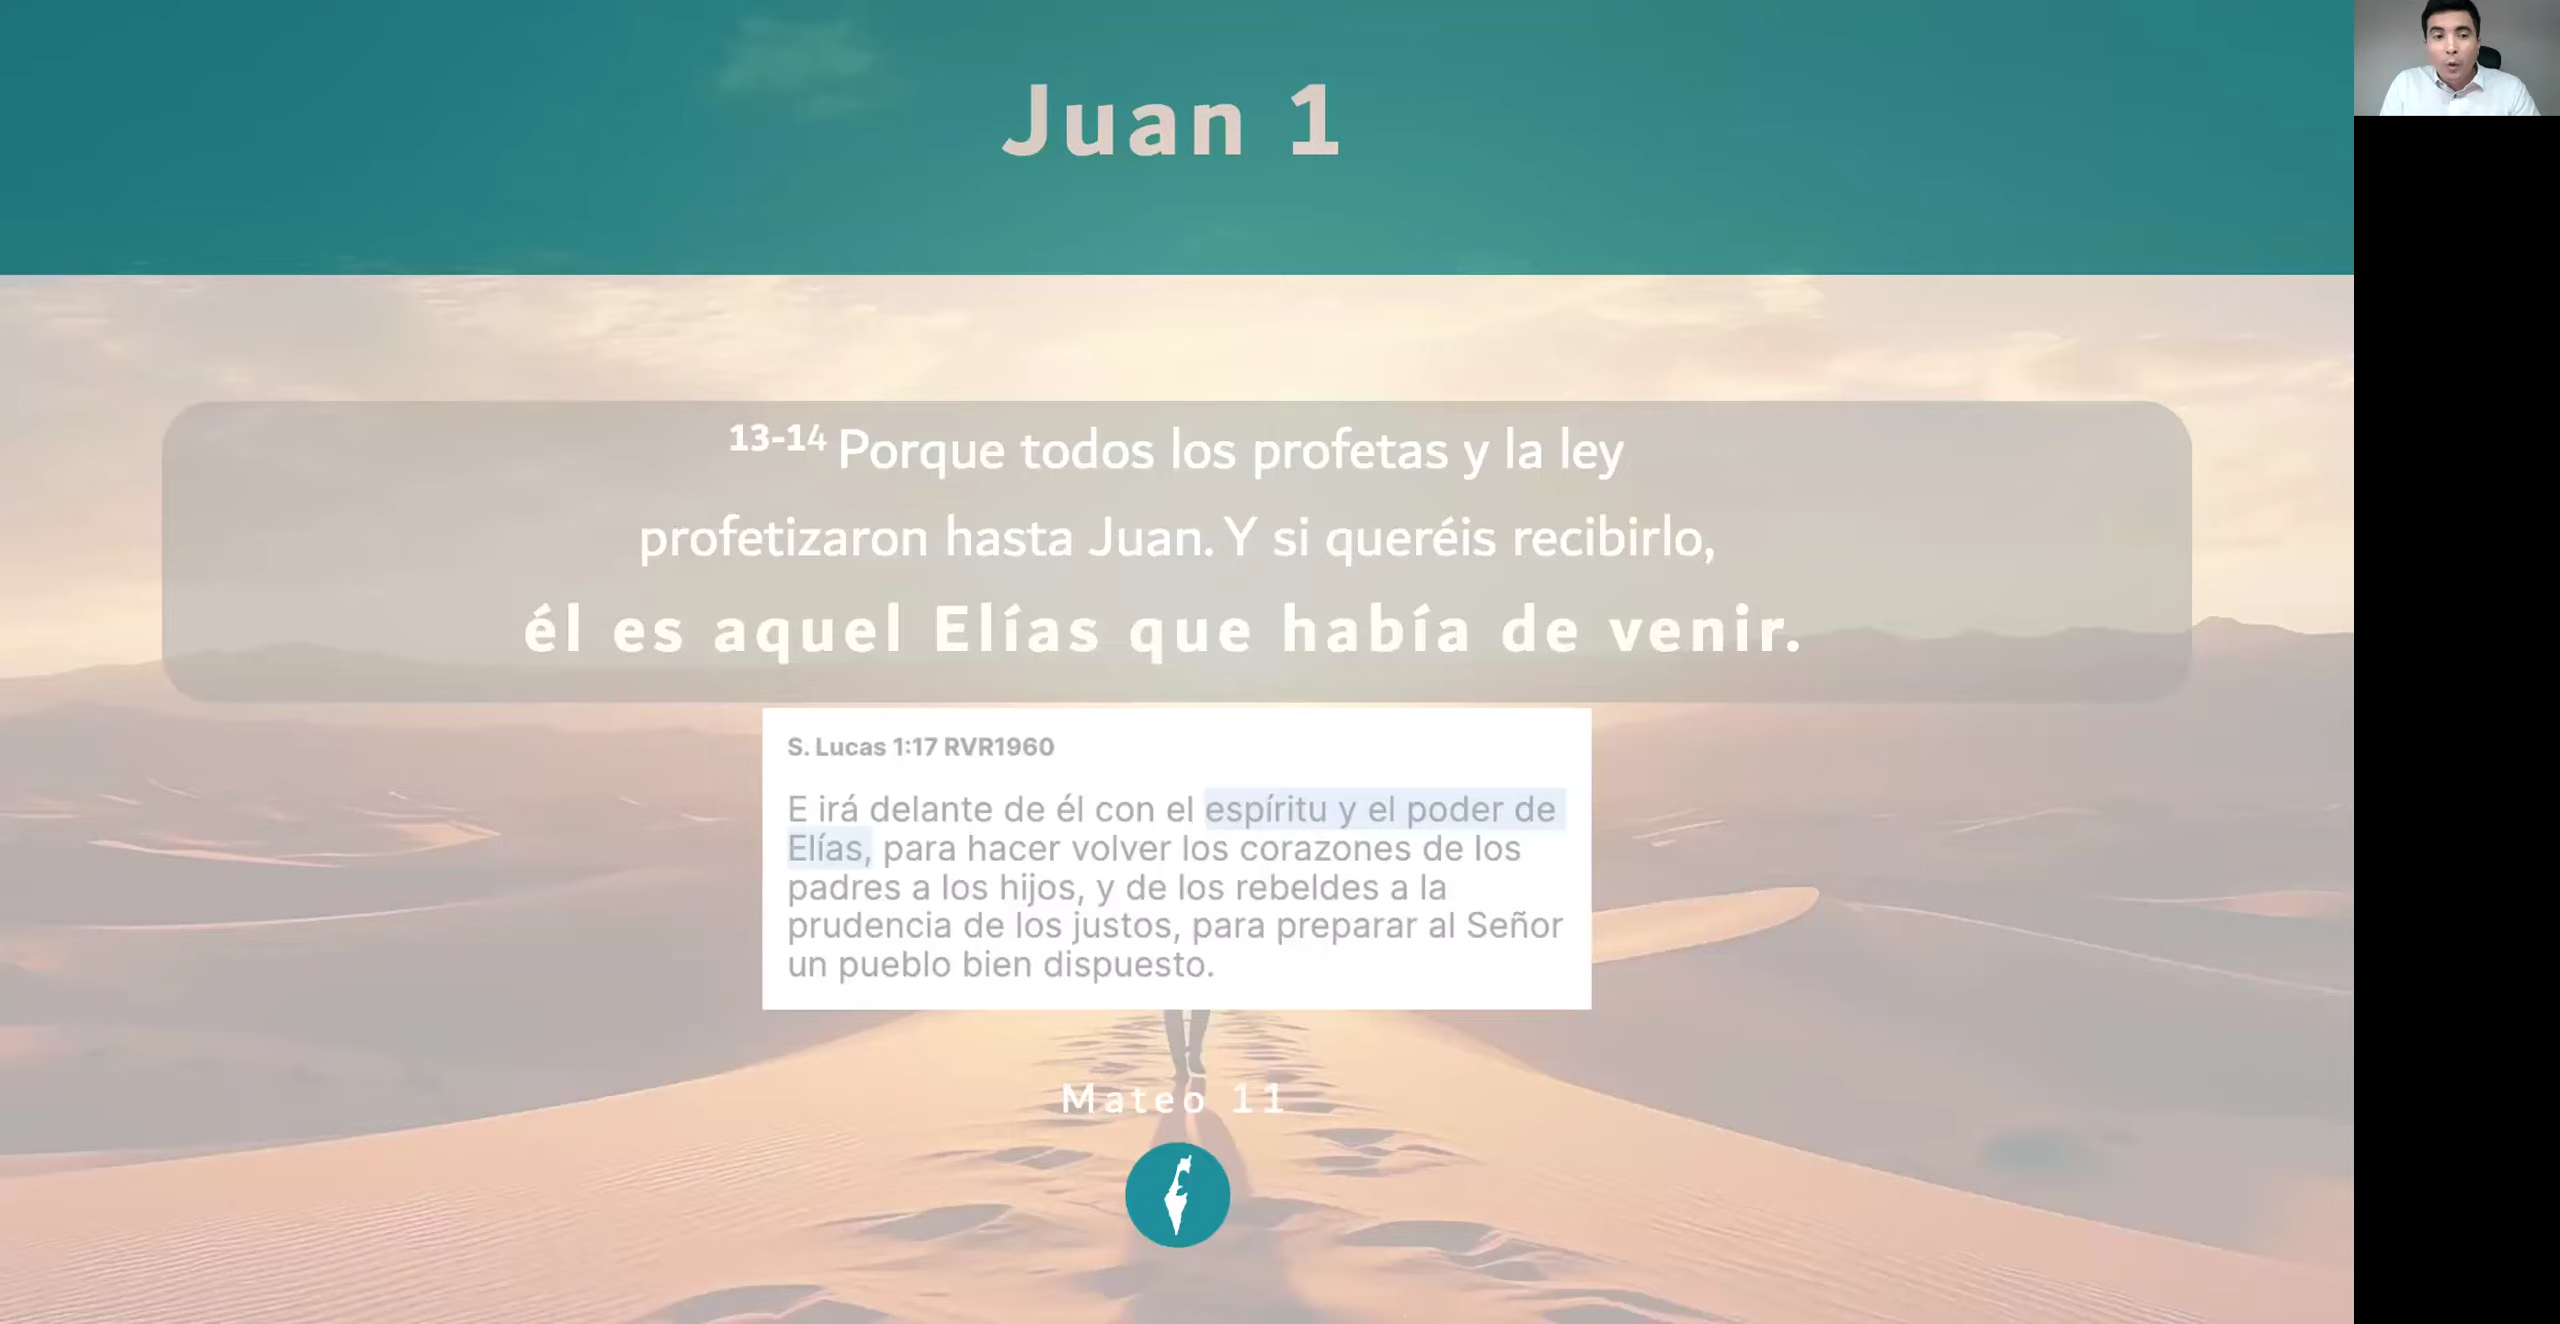 Juan 1
13-14 Porque todos los profetas y la ley
profetizaron hasta Juan. Y si queréis recibirlo,
él es aquel Elías que había de venir.
S. Lucas 1:17 RVR1960
E irá delante de él con el espíritu y el poder de
Elías, para hacer volver los corazones de los
padres a los hijos, y de los rebeldes a la
prudencia de los justos, para preparar al Señor
un pueblo bien dispuesto.
Mateo 11